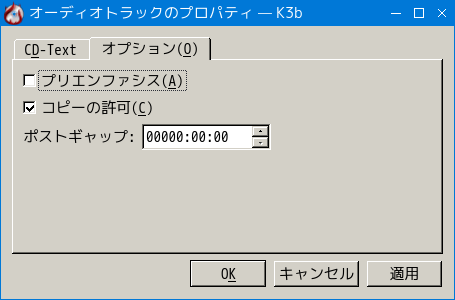 オーディオトラックのプロパティ — K3b
CD-Text オプション(O)
プリエンファシス(A)
コピーの許可(C)
ポストギャップ: 00000:00:00
OK キャンセル 適用